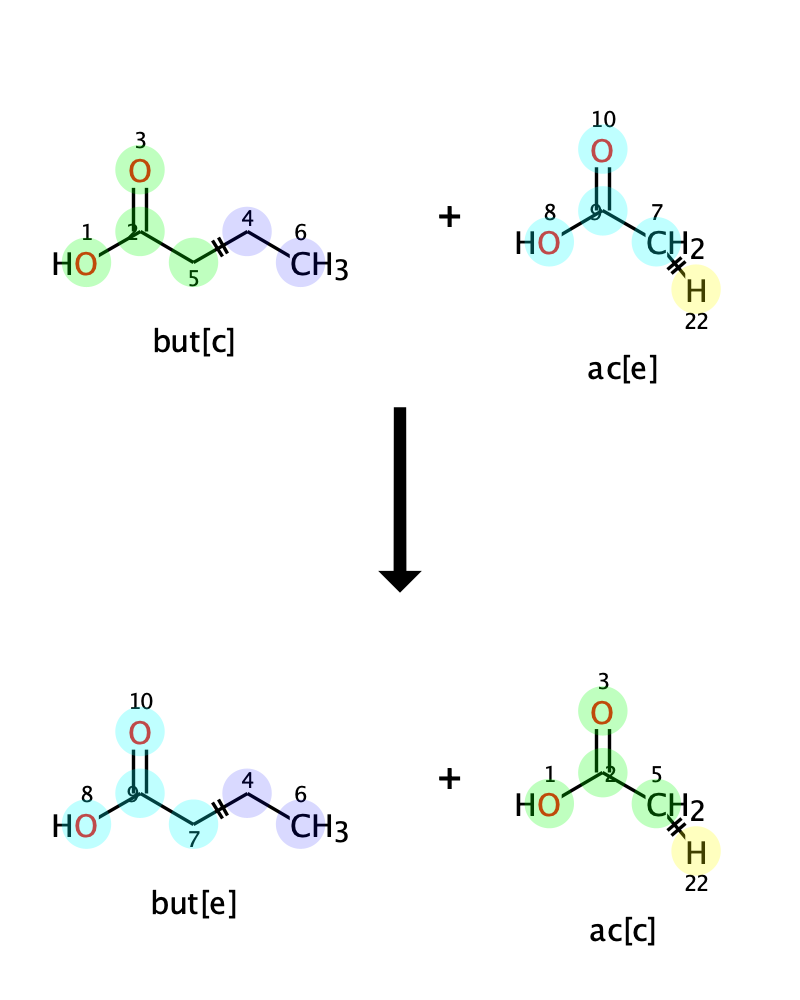 3 10
O O
1 2 4 6 + 8 9 7
HO 5 CH3 HO CH2
H
22
but[c] ac[e]
10 3
O O
8 9 4 6 + 1 2 5
HO 7 CH3 HO CH2
H
22
but[e] ac[c]